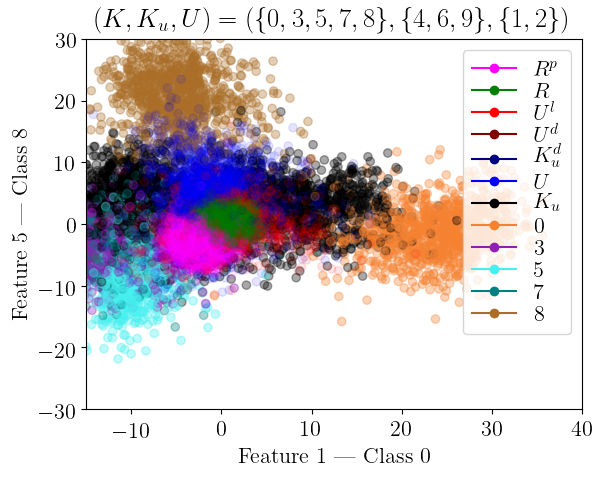 (K, K_u, U) = ({0, 3, 5, 7, 8}, {4, 6, 9}, {1, 2})
30
20
10
0
−10
−20
−30
Feature 5 — Class 8
R^p
R
U^l
U^d
K_u^d
U
K_u
0
3
5
7
8
−10
0
10
20
30
40
Feature 1 — Class 0